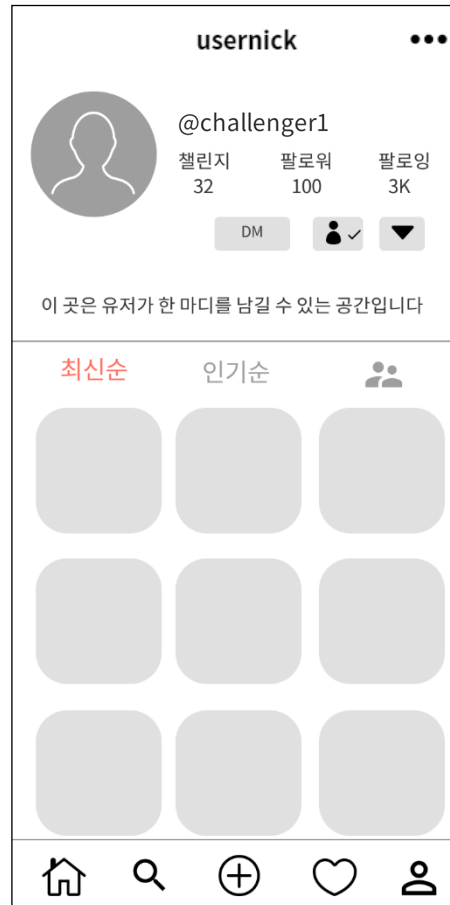 usernick
@challenger1
챌린지 팔로워 팔로잉
32 100 3K
DM
이 곳은 유저가 한 마디를 남길 수 있는 공간입니다
최신순 인기순